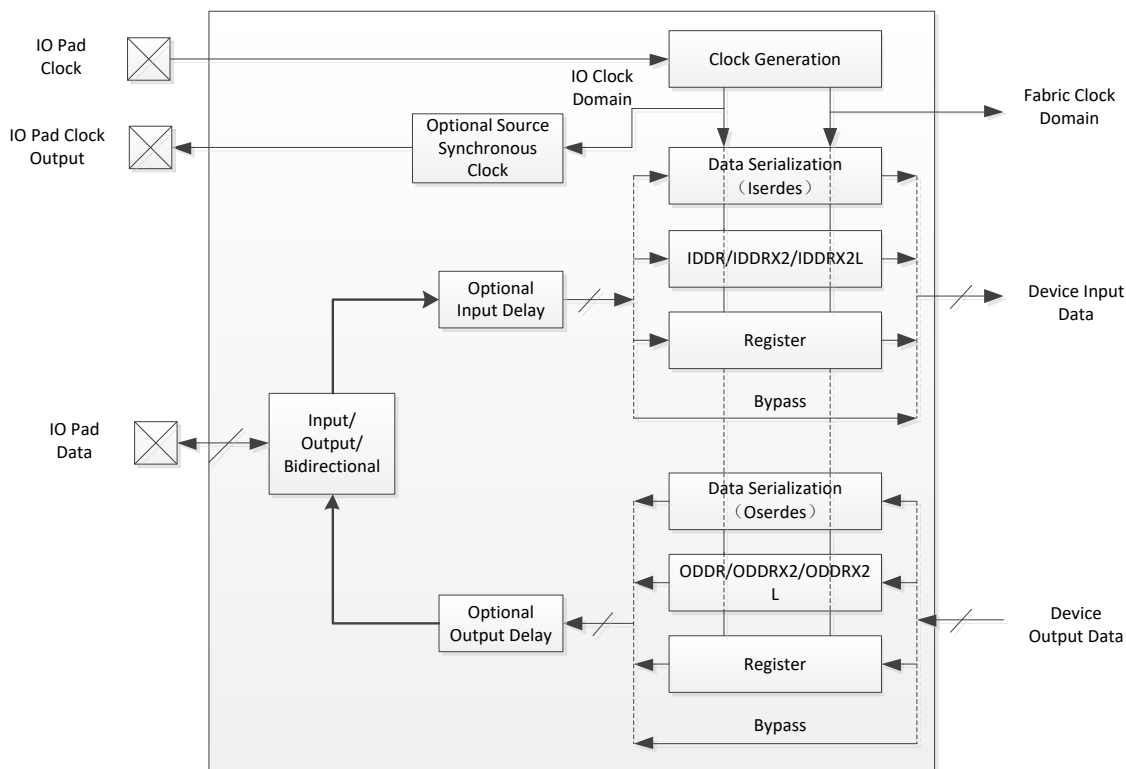 IO Pad
Clock
Clock Generation
IO Clock
Domain
Fabric Clock
Domain
IO Pad Clock
Output
Optional Source
Synchronous
Clock
Data Serialization
（Iserdes）
IDDR/IDDRX2/IDDRX2L
Optional
Input Delay
Device Input
Data
Register
Bypass
IO Pad
Data
Input/
Output/
Bidirectional
Data Serialization
（Oserdes）
ODDR/ODDRX2/ODDRX2
L
Optional
Output Delay
Device
Output Data
Register
Bypass